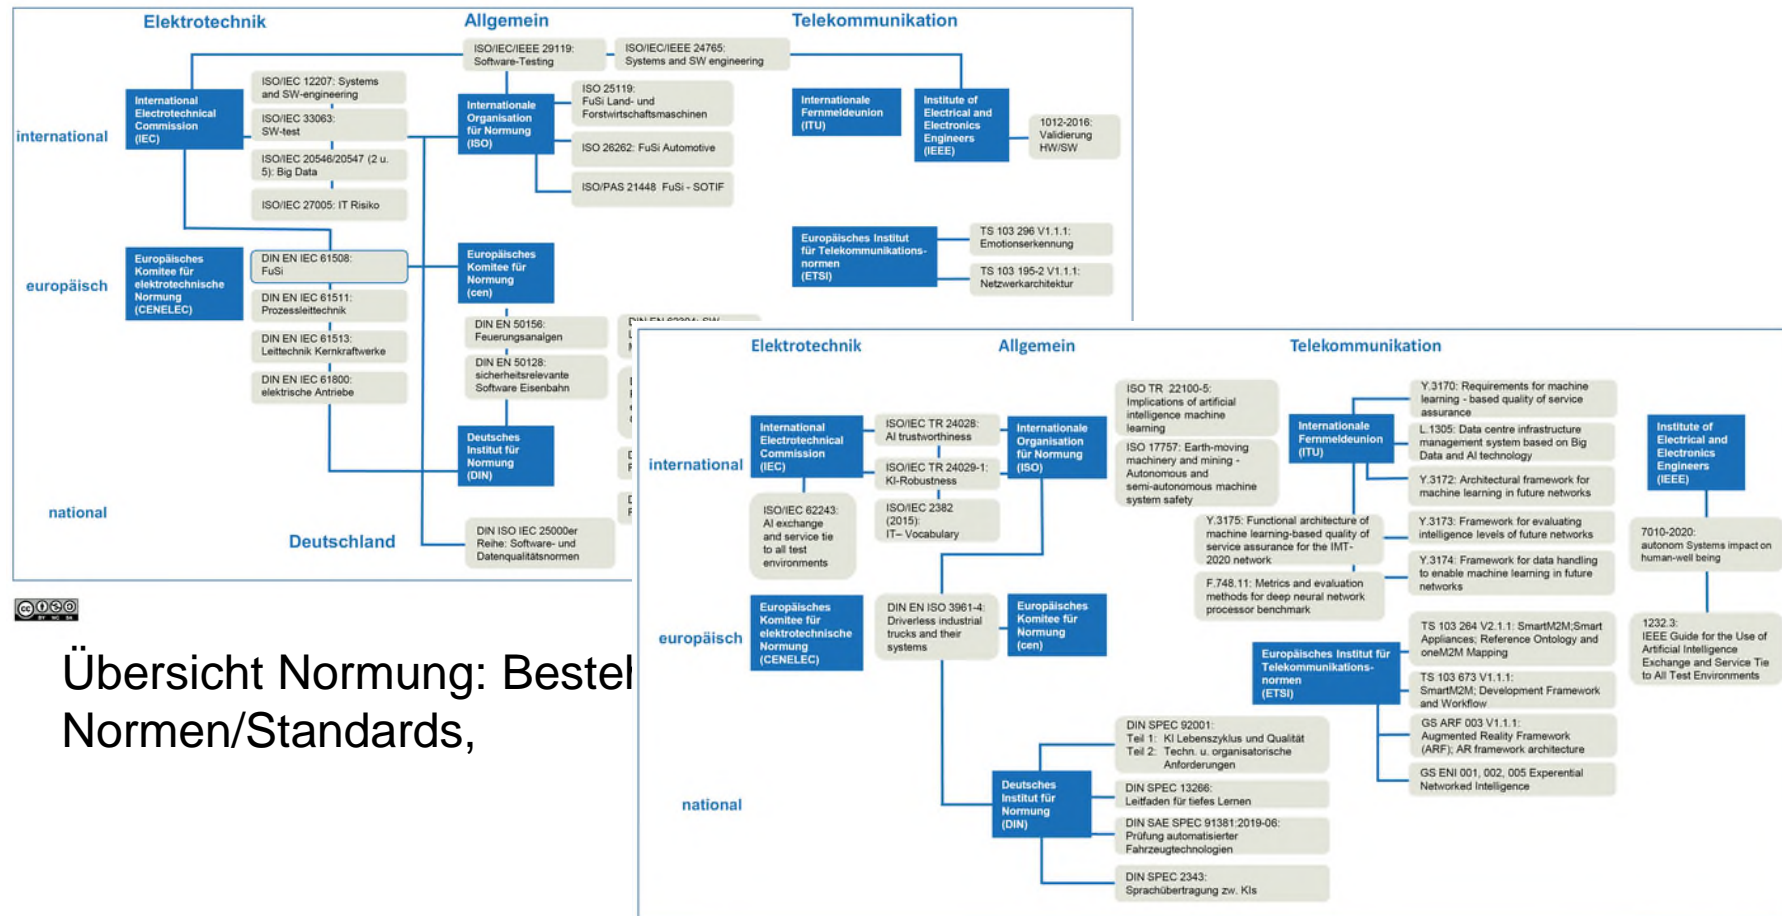 Elektrotechnik
Allgemein
Telekommunikation
international
europäisch
national
Deutschland
ISO/IEC/IEEE 29119:
Software-Testing
ISO/IEC/IEEE 24765:
Systems and SW engineering
International
Electrotechnical
Commission
(IEC)
ISO/IEC 12207: Systems
and SW-engineering
ISO/IEC 33063:
SW-test
ISO/IEC 20546/20547 (2 u.
5): Big Data
ISO/IEC 27005: IT Risiko
Internationale
Organisation
für Normung
(ISO)
ISO 25119:
FuSi Land- und
Forstwirtschaftsmaschinen
ISO 26262: FuSi Automotive
ISO/PAS 21448 FuSi - SOTIF
Internationale
Fernmeldeunion
(ITU)
Institute of
Electrical and
Electronics
Engineers
(IEEE)
1012-2016:
Validierung
HW/SW
Europäisches
Komitee für
elektrotechnische
Normung
(CENELEC)
DIN EN IEC 61508:
FuSi
DIN EN IEC 61511:
Prozessleittechnik
DIN EN IEC 61513:
Leittechnik Kernkraftwerke
DIN EN IEC 61800:
elektrische Antriebe
Europäisches
Komitee für
Normung
(cen)
DIN EN 50156:
Feuerungsanalgen
DIN EN 50128:
sicherheitsrelevante
Software Eisenbahn
Deutsches
Institut für
Normung
(DIN)
DIN ISO IEC 25000er
Reihe: Software- und
Datenqualitätsnormen
Europäisches Institut
für Telekommunikations-
normen
(ETSI)
TS 103 296 V1.1.1:
Emotionserkennung
TS 103 195-2 V1.1.1:
Netzwerkarchitektur
BY NC SA
Übersicht Normung: Besteh
Normen/Standards,
Elektrotechnik
Allgemein
Telekommunikation
international
europäisch
national
International
Electrotechnical
Commission
(IEC)
ISO/IEC TR 24028:
AI trustworthiness
ISO/IEC TR 24029-1:
KI-Robustness
ISO/IEC 2382
(2015):
IT– Vocabulary
ISO/IEC 62243:
AI exchange
and service tie
to all test
environments
Internationale
Organisation
für Normung
(ISO)
ISO TR 22100-5:
Implications of artificial
intelligence machine
learning
ISO 17757: Earth-moving
machinery and mining -
Autonomous and
semi-autonomous machine
system safety
Internationale
Fernmeldeunion
(ITU)
Y.3170: Requirements for machine
learning - based quality of service
assurance
L.1305: Data centre infrastructure
management system based on Big
Data and AI technology
Y.3172: Architectural framework for
machine learning in future networks
Y.3175: Functional architecture of
machine learning-based quality of
service assurance for the IMT-
2020 network
Y.3173: Framework for evaluating
intelligence levels of future networks
F.748.11: Metrics and evaluation
methods for deep neural network
processor benchmark
Y.3174: Framework for data handling
to enable machine learning in future
networks
Institute of
Electrical and
Electronics
Engineers
(IEEE)
7010-2020:
autonom Systems impact on
human-well being
1232.3:
IEEE Guide for the Use of
Artificial Intelligence
Exchange and Service Tie
to All Test Environments
Europäisches
Komitee für
elektrotechnische
Normung
(CENELEC)
DIN EN ISO 3961-4:
Driverless industrial
trucks and their
systems
Europäisches
Komitee für
Normung
(cen)
Europäisches Institut für
Telekommunikations-
normen
(ETSI)
TS 103 264 V2.1.1: SmartM2M;Smart
Appliances; Reference Ontology and
oneM2M Mapping
TS 103 673 V1.1.1:
SmartM2M; Development Framework
and Workflow
GS ARF 003 V1.1.1:
Augmented Reality Framework
(ARF); AR framework architecture
GS ENI 001, 002, 005 Experential
Networked Intelligence
Deutsches
Institut für
Normung
(DIN)
DIN SPEC 92001:
Teil 1: KI Lebenszyklus und Qualität
Teil 2: Techn. u. organisatorische
Anforderungen
DIN SPEC 13266:
Leitfaden für tiefes Lernen
DIN SAE SPEC 91381:2019-06:
Prüfung automatisierter
Fahrzeugtechnologien
DIN SPEC 2343:
Sprachübertragung zw. KIs